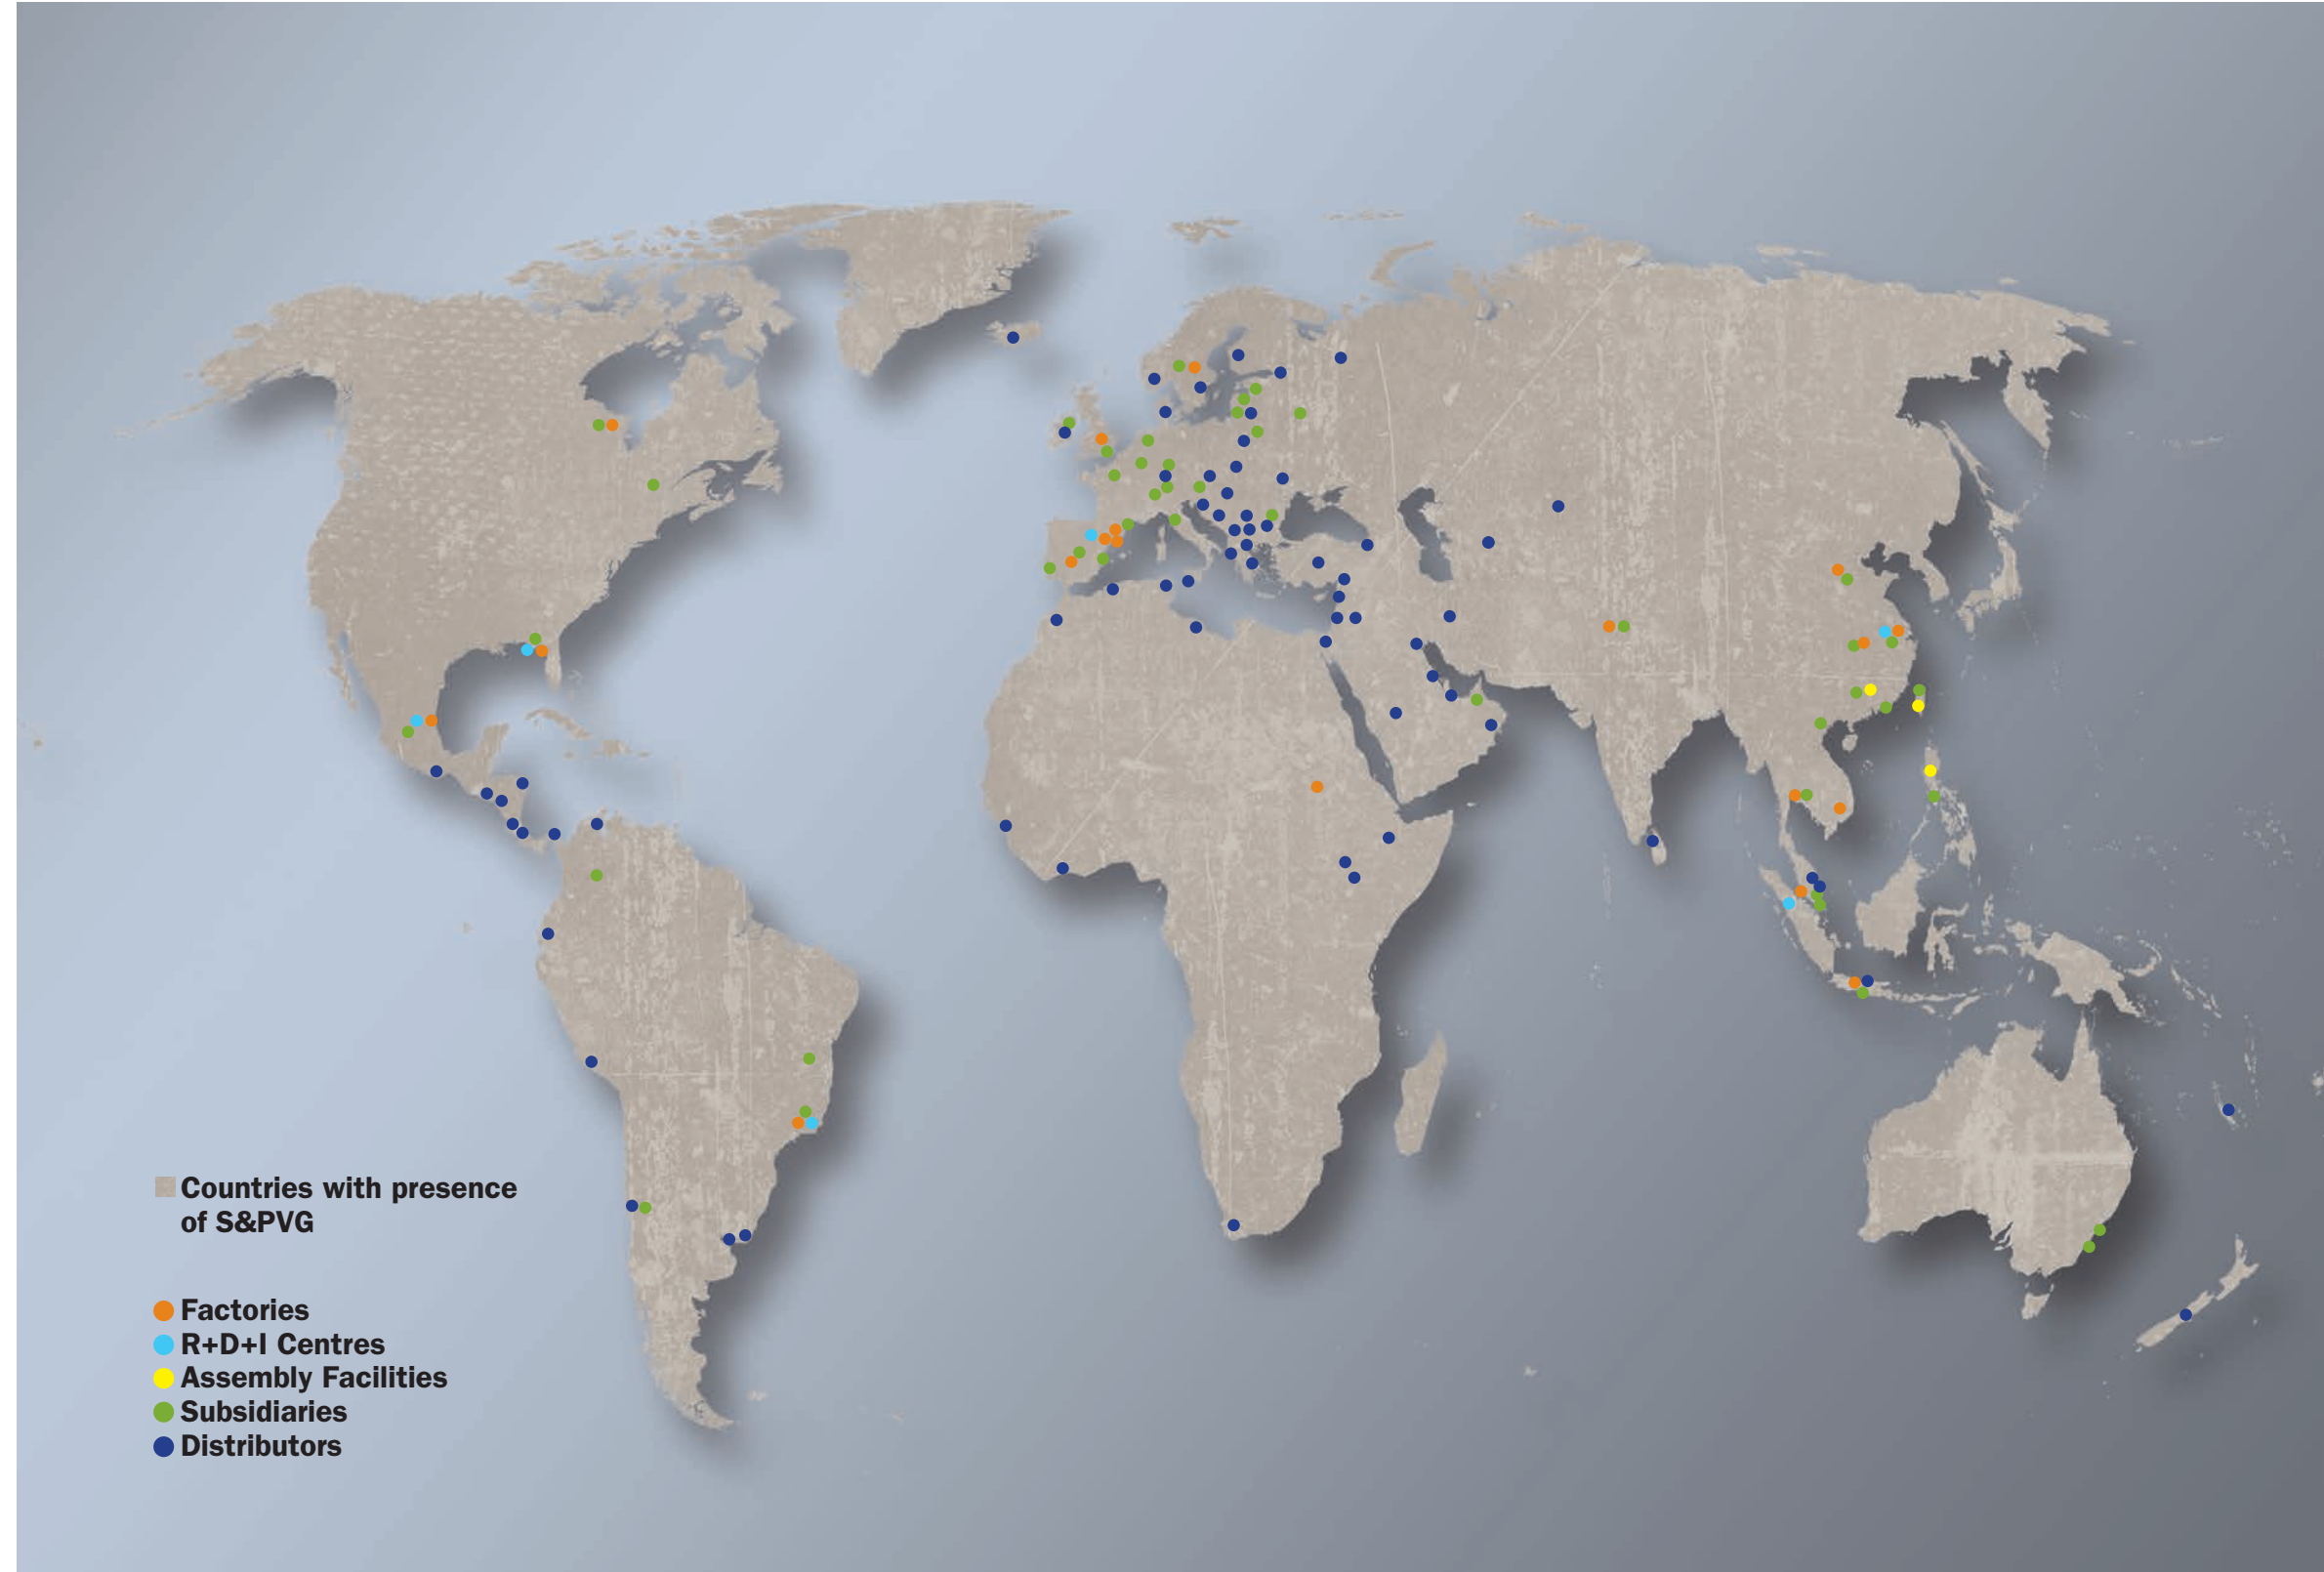 Countries with presence
of S&PVG
Factories
R+D+I Centres
Assembly Facilities
Subsidiaries
Distributors